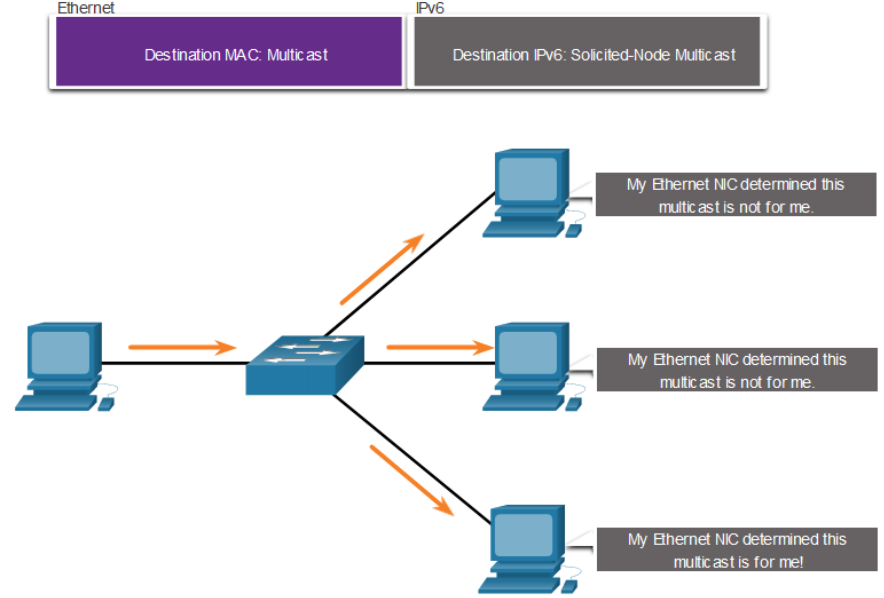 Ethernet
IPv6
Destination MAC: Multicast
Destination IPv6: Solicited-Node Multicast
My Ethernet NIC determined this
multicast is not for me.
My Ethernet NIC determined this
multicast is not for me.
My Ethernet NIC determined this
multicast is for me!